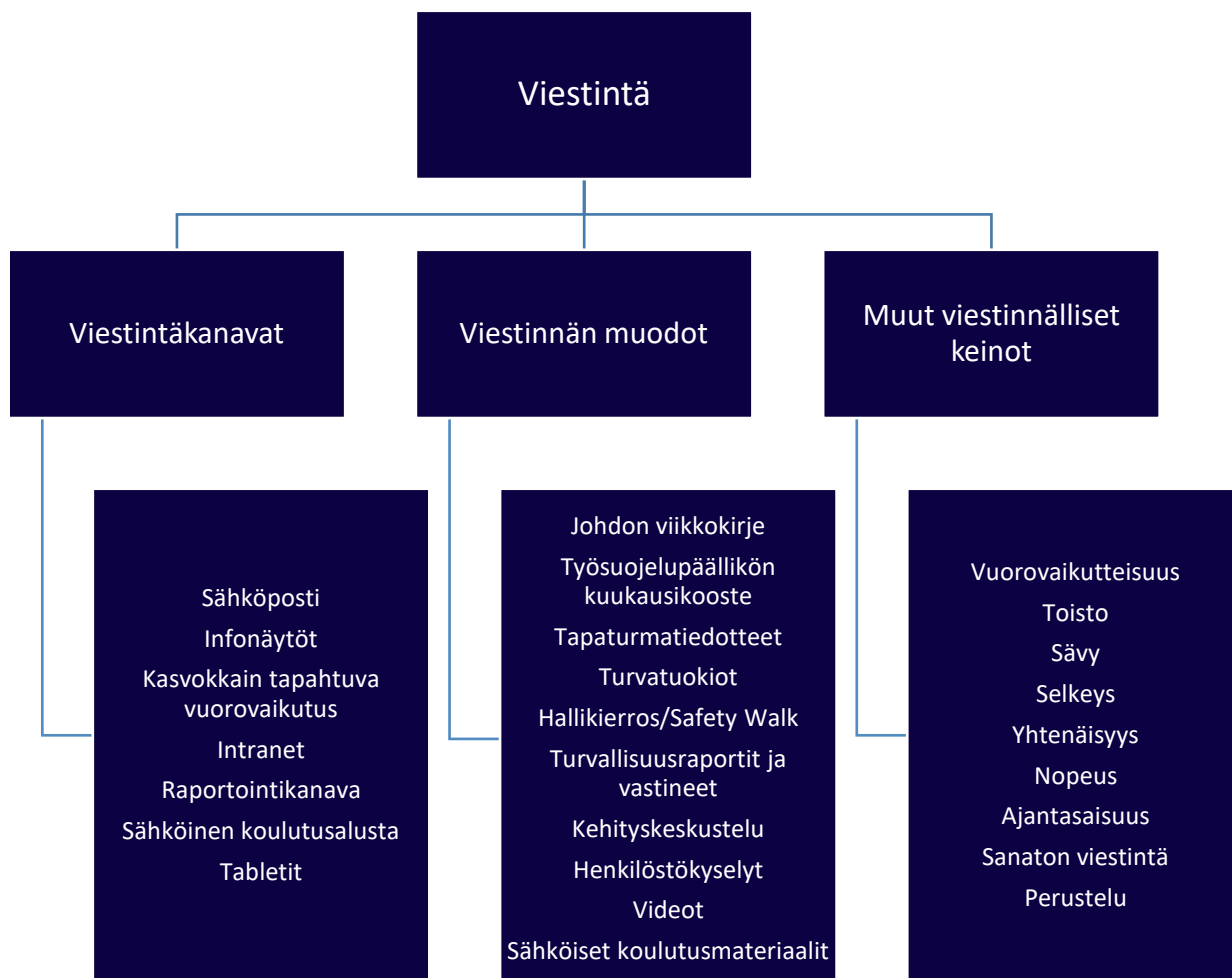 Viestintä
Viestintäkanavat
Viestinnän muodot
Muut viestinnälliset
keinot
Sähköposti
Infonäytöt
Kasvokkain tapahtuva
vuorovaikutus
Intranet
Raportointikanava
Sähköinen koulutusalusta
Tabletit
Johdon viikkokirje
Työsuojelupäällikön
kuukausikooste
Tapaturmatiedotteet
Turvatuokiot
Hallikierros/Safety Walk
Turvallisuusraportit ja
vastineet
Kehityskeskustelu
Henkilöstökyselyt
Videot
Sähköiset koulutusmateriaalit
Vuorovaikutteisuus
Toisto
Sävy
Selkeys
Yhtenäisyys
Nopeus
Ajantasaisuus
Sanaton viestintä
Perustelu